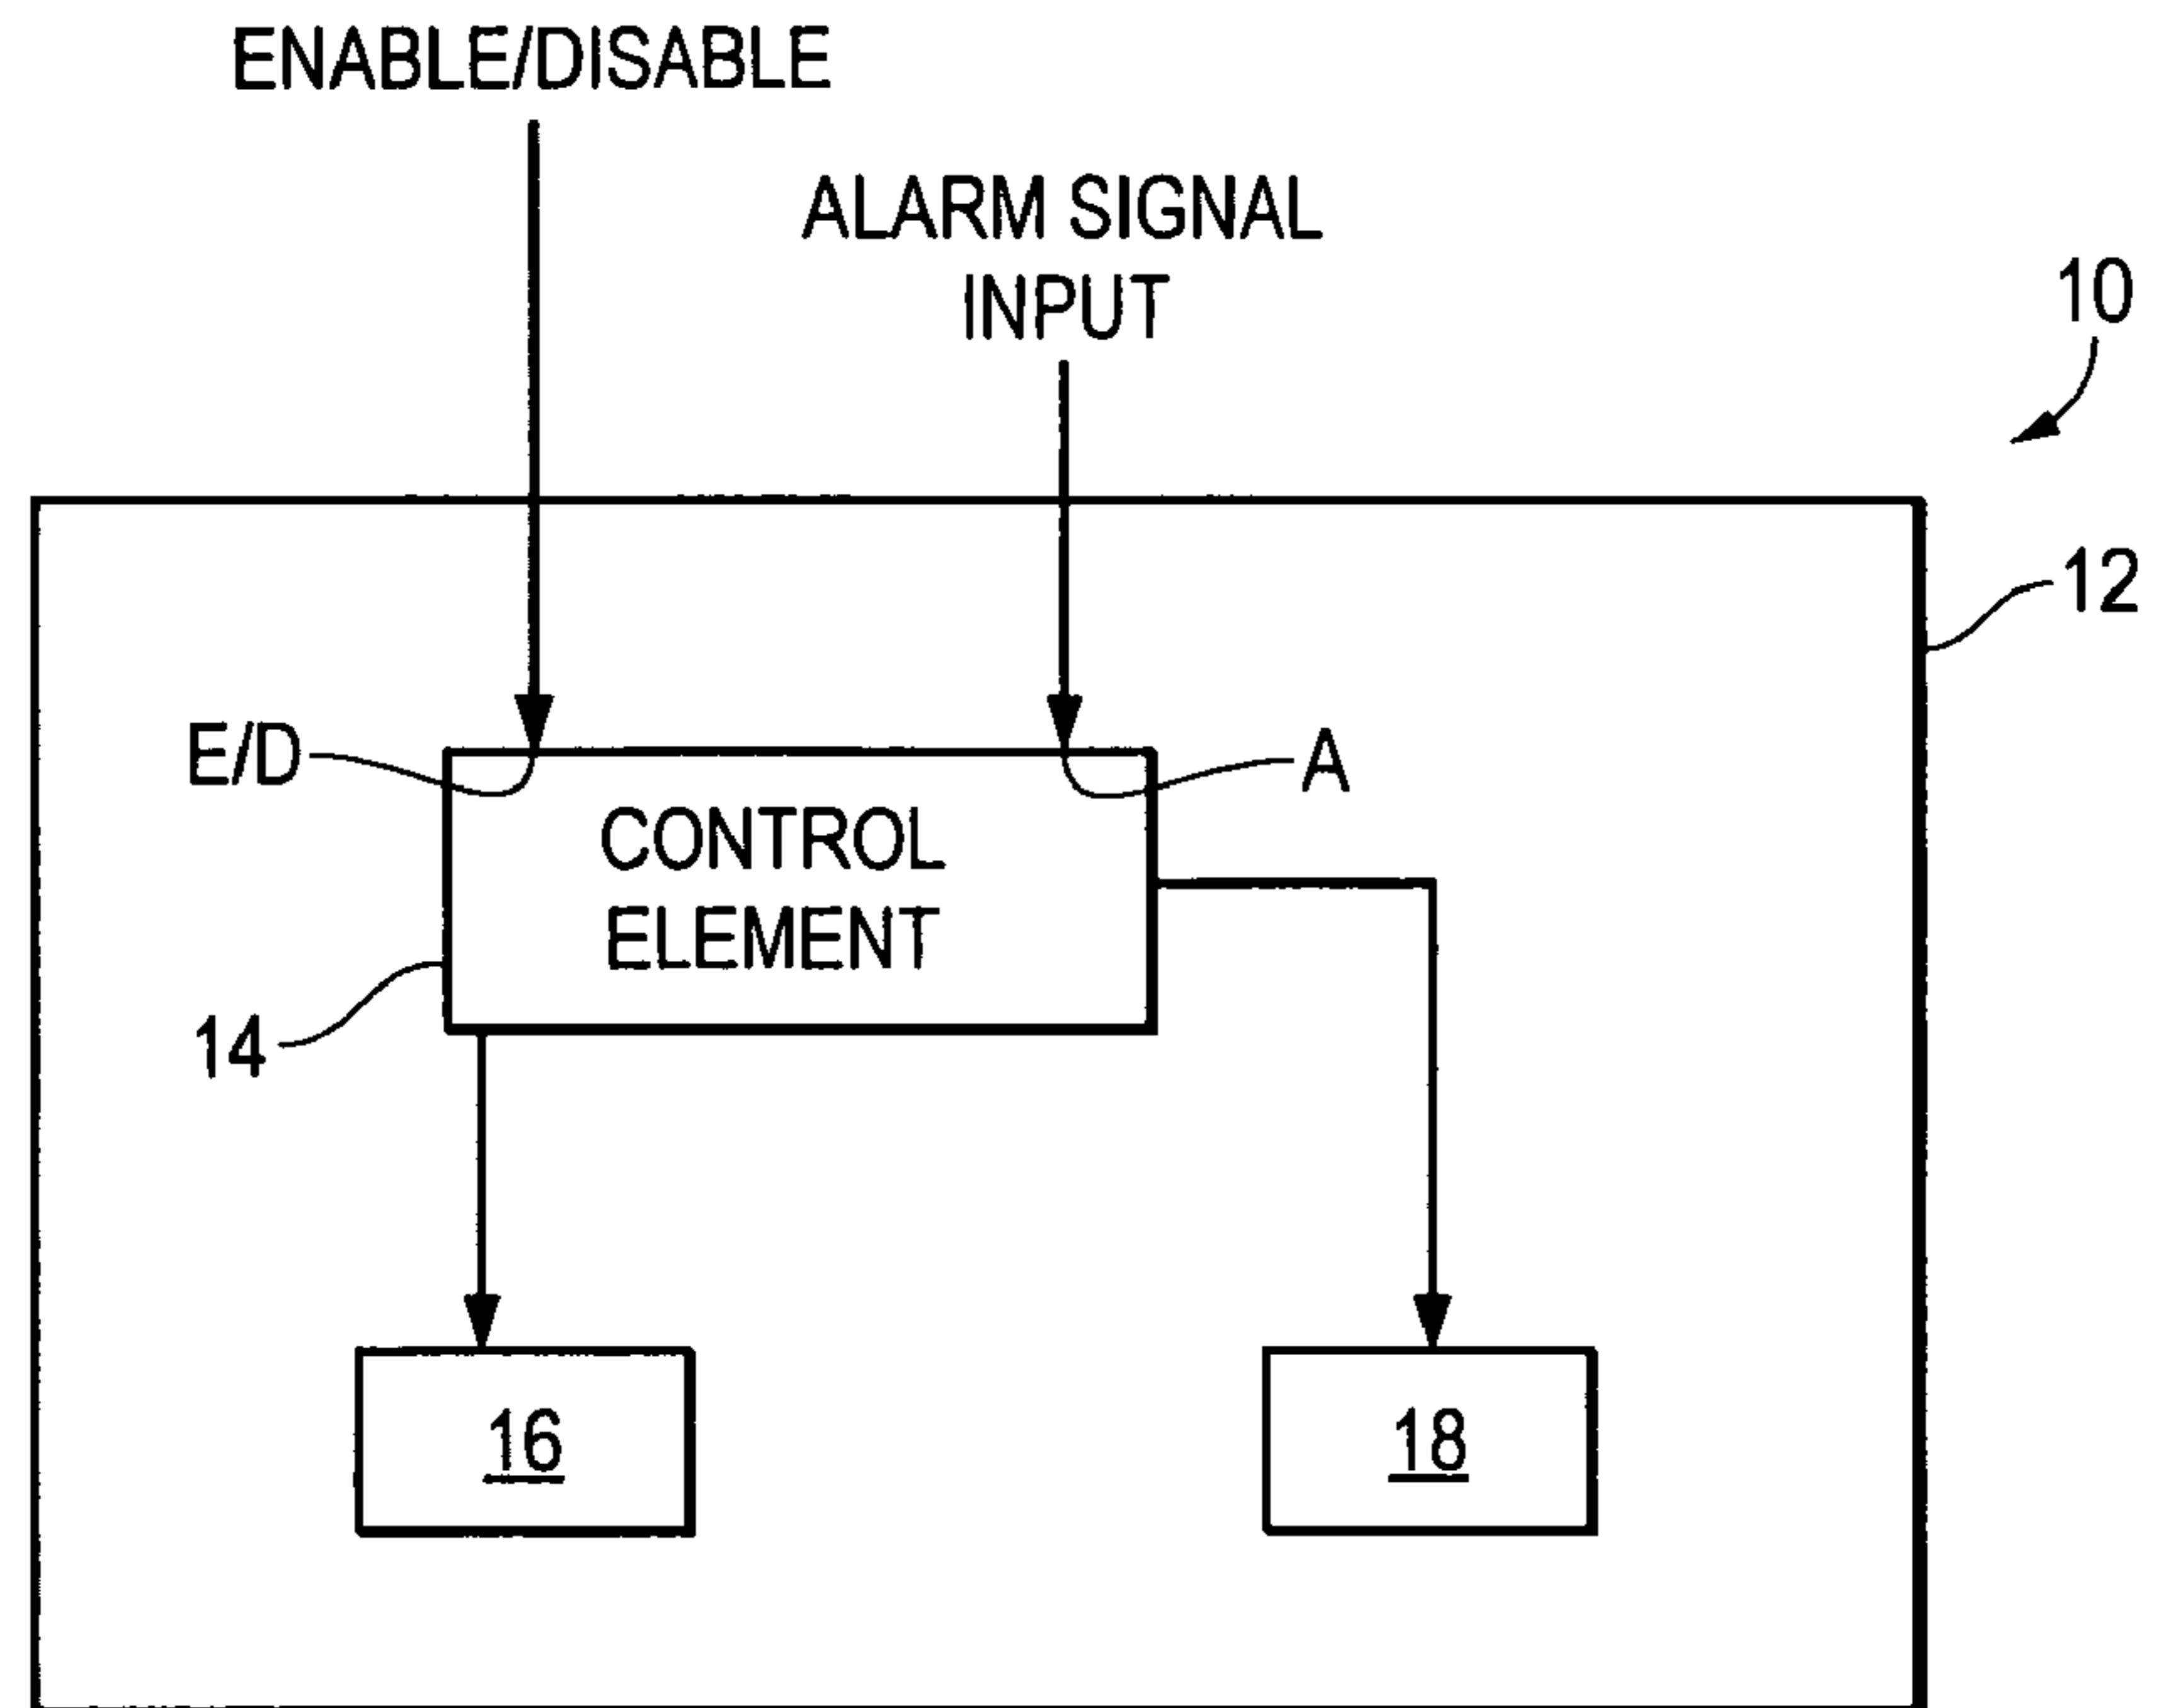 ENABLE/DISABLE
ALARM SIGNAL
INPUT
10
12
E/D
A
CONTROL
ELEMENT
14
16
18